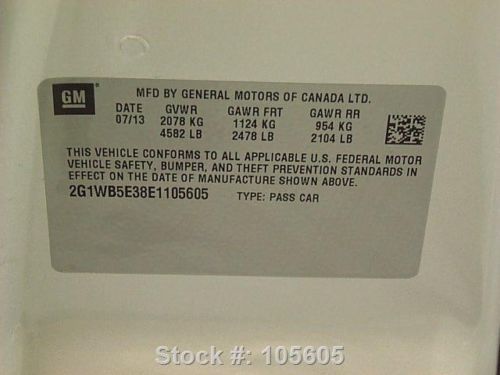 GM
MFD BY GENERAL MOTORS OF CANADA LTD.
DATE GVWR GAWR FRT GAWR RR
07/13 2078 KG 1124 KG 954 KG
4582 LB 2478 LB 2104 LB
THIS VEHICLE CONFORMS TO ALL APPLICABLE U.S. FEDERAL MOTOR
VEHICLE SAFETY, BUMPER, AND THEFT PREVENTION STANDARDS IN
EFFECT ON THE DATE OF MANUFACTURE SHOWN ABOVE.
2G1WB5E38E1105605 TYPE: PASS CAR
Stock #: 105605